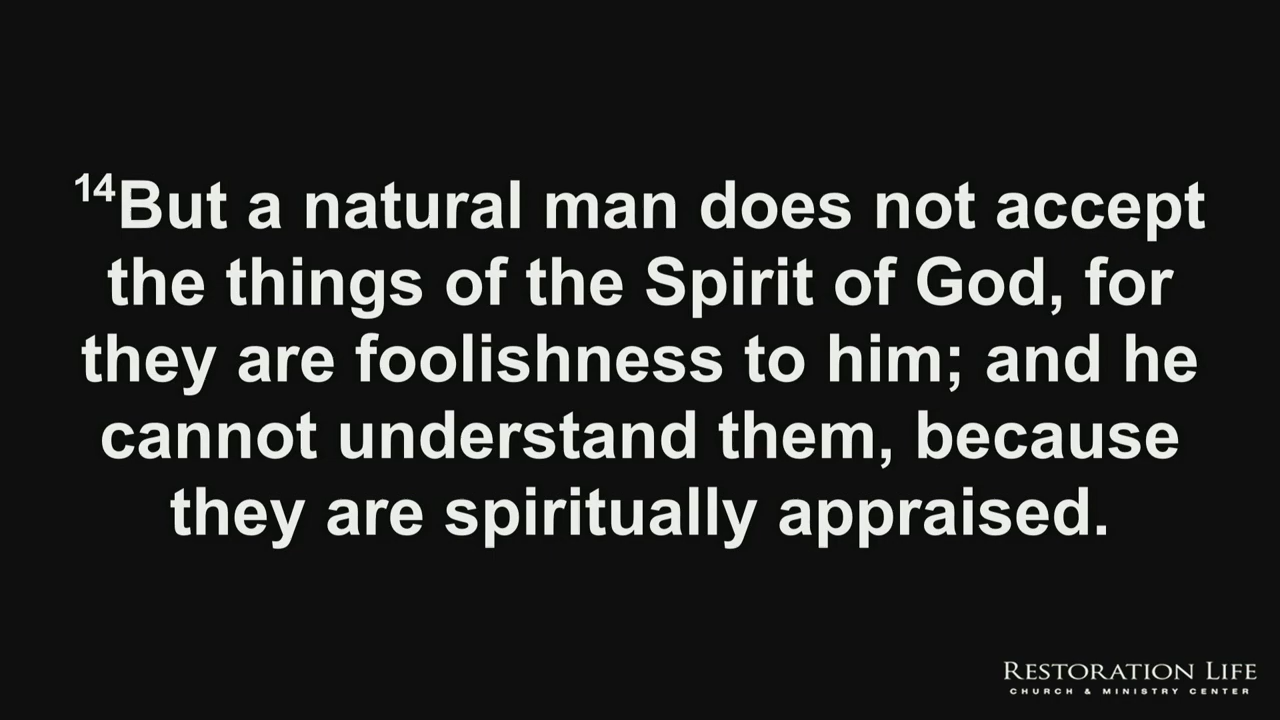 14But a natural man does not accept
the things of the Spirit of God, for
they are foolishness to him; and he
cannot understand them, because
they are spiritually appraised.
RESTORATION LIFE
CHURCH & MINISTRY CENTER